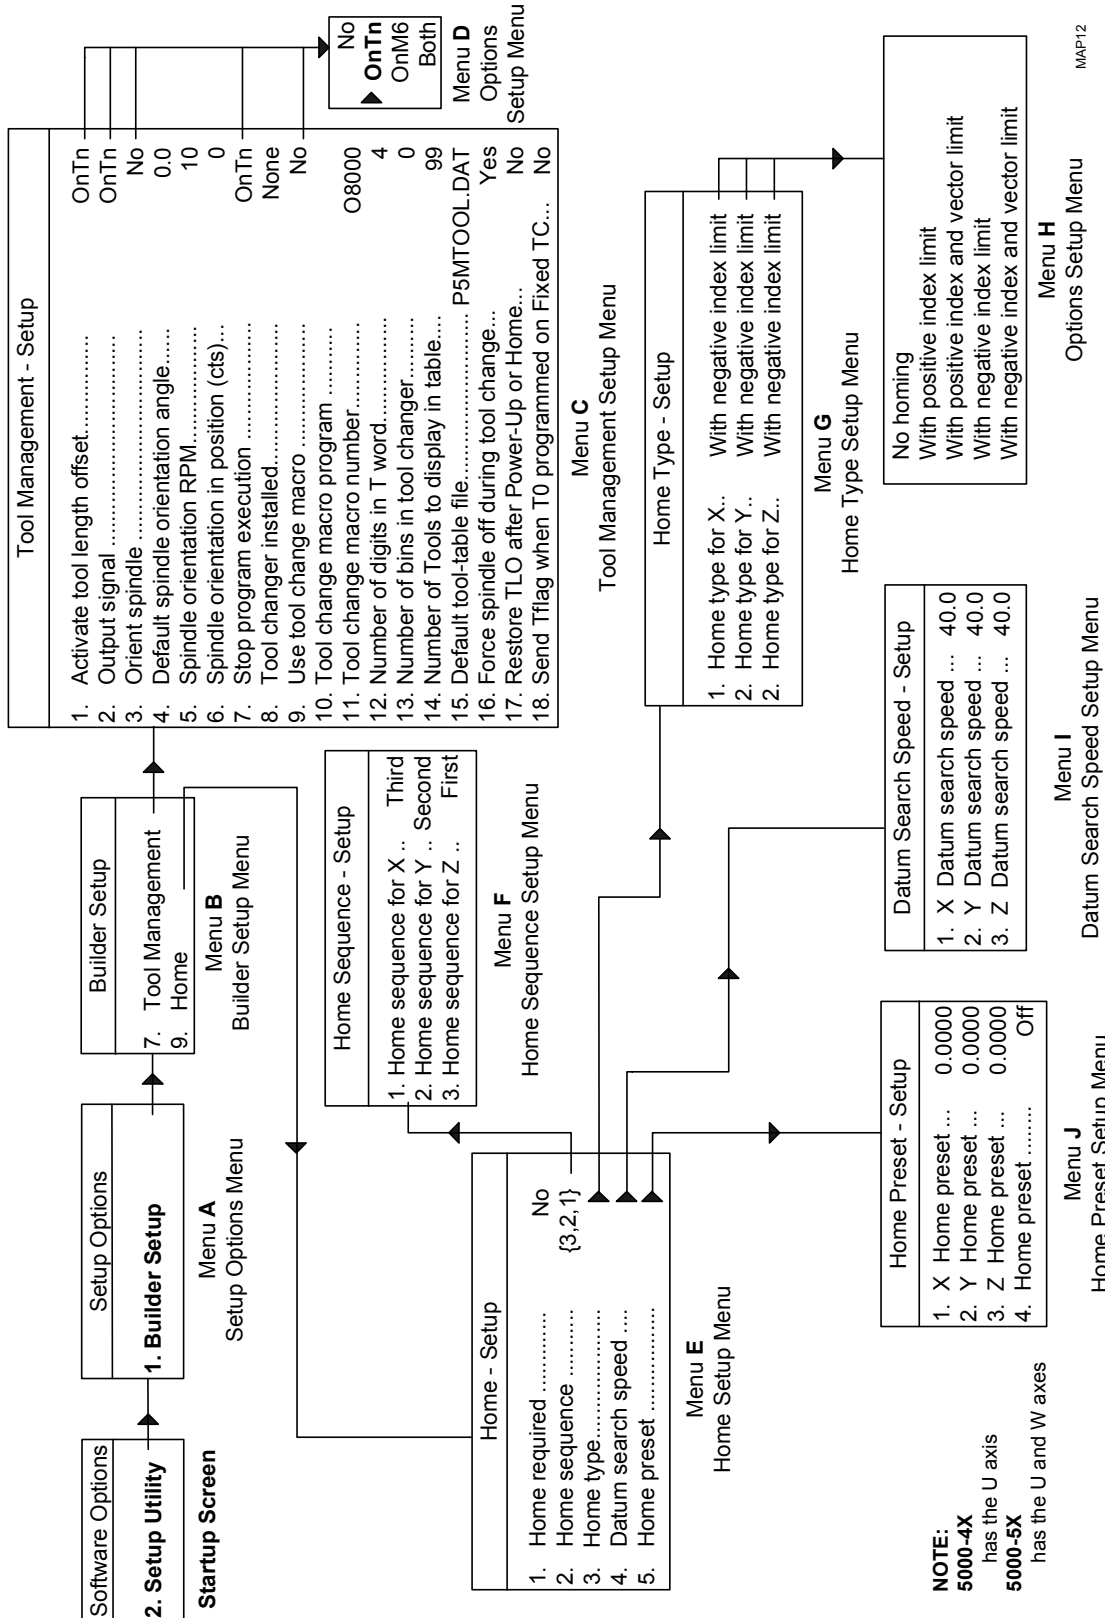 Software Options
2. Setup Utility
Startup Screen
Setup Options
1. Builder Setup
Menu A
Setup Options Menu
Builder Setup
7. Tool Management
9. Home
Menu B
Builder Setup Menu
Tool Management - Setup
1. Activate tool length offset..................... OnTn
2. Output signal ................................. OnTn
3. Orient spindle ................................. No
4. Default spindle orientation angle...... 0.0
5. Spindle orientation RPM................... 10
6. Spindle orientation in position (cts)... 0
7. Stop program execution .................. OnTn
8. Tool changer installed...................... None
9. Use tool change macro ................... No
10. Tool change macro program .........
11. Tool change macro number............ O8000
12. Number of digits in T word.............. 4
13. Number of bins in tool changer........ 0
14. Number of Tools to display in table.... 99
15. Default tool-table file.................. P5MTOOL.DAT
16. Force spindle off during tool change... Yes
17. Restore TLO after Power-Up or Home... No
18. Send Tflag when T0 programmed on Fixed TC... No
Menu C
Tool Management Setup Menu
No
OnTn
OnM6
Both
Menu D
Options
Setup Menu
Home - Setup
1. Home required ............ No
2. Home sequence ........... {3,2,1}
3. Home type....................
4. Datum search speed ....
5. Home preset ................
Menu E
Home Setup Menu
Home Sequence - Setup
1. Home sequence for X .. Third
2. Home sequence for Y .. Second
3. Home sequence for Z .. First
Menu F
Home Sequence Setup Menu
Home Type - Setup
1. Home type for X.. With negative index limit
2. Home type for Y.. With negative index limit
2. Home type for Z.. With negative index limit
Menu G
Home Type Setup Menu
No homing
With positive index limit
With positive index and vector limit
With negative index limit
With negative index and vector limit
Menu H
Options Setup Menu
Datum Search Speed - Setup
1. X Datum search speed ... 40.0
2. Y Datum search speed ... 40.0
3. Z Datum search speed ... 40.0
Menu I
Datum Search Speed Setup Menu
Home Preset - Setup
1. X Home preset ... 0.0000
2. Y Home preset ... 0.0000
3. Z Home preset ... 0.0000
4. Home preset ........ Off
Menu J
Home Preset Setup Menu
NOTE:
5000-4X
has the U axis
5000-5X
has the U and W axes
MAP12